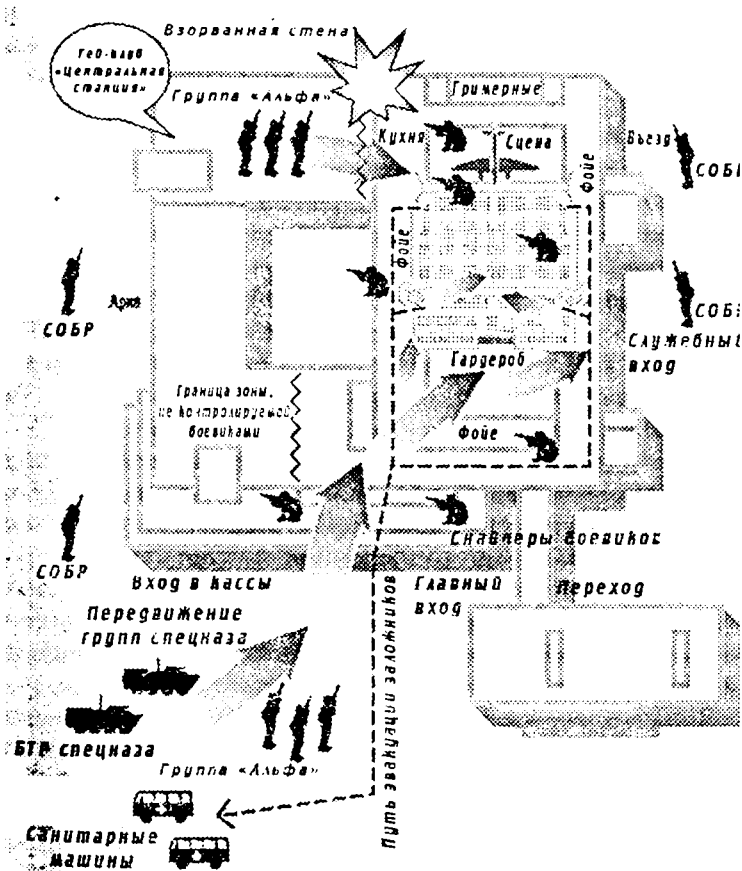 Взорванная стена
Гей-клуб
«Центральная
станция»
Группа «Альфа»
Гримерные
Кухня
Сцена
Въезд
СОБР
фойе
фойе
Арка
СОБР
СОБР
Служебный
вход
Гардероб
Граница зоны,
не контролируемой
боевиками
Фойе
СОБР
Снайперы боевиков
Вход в кассы
Главный
вход
Переход
Передвижение
групп спецназа
Пути эвакуации заложников
БТР спецназа
Группа «Альфа»
Санитарные
машины